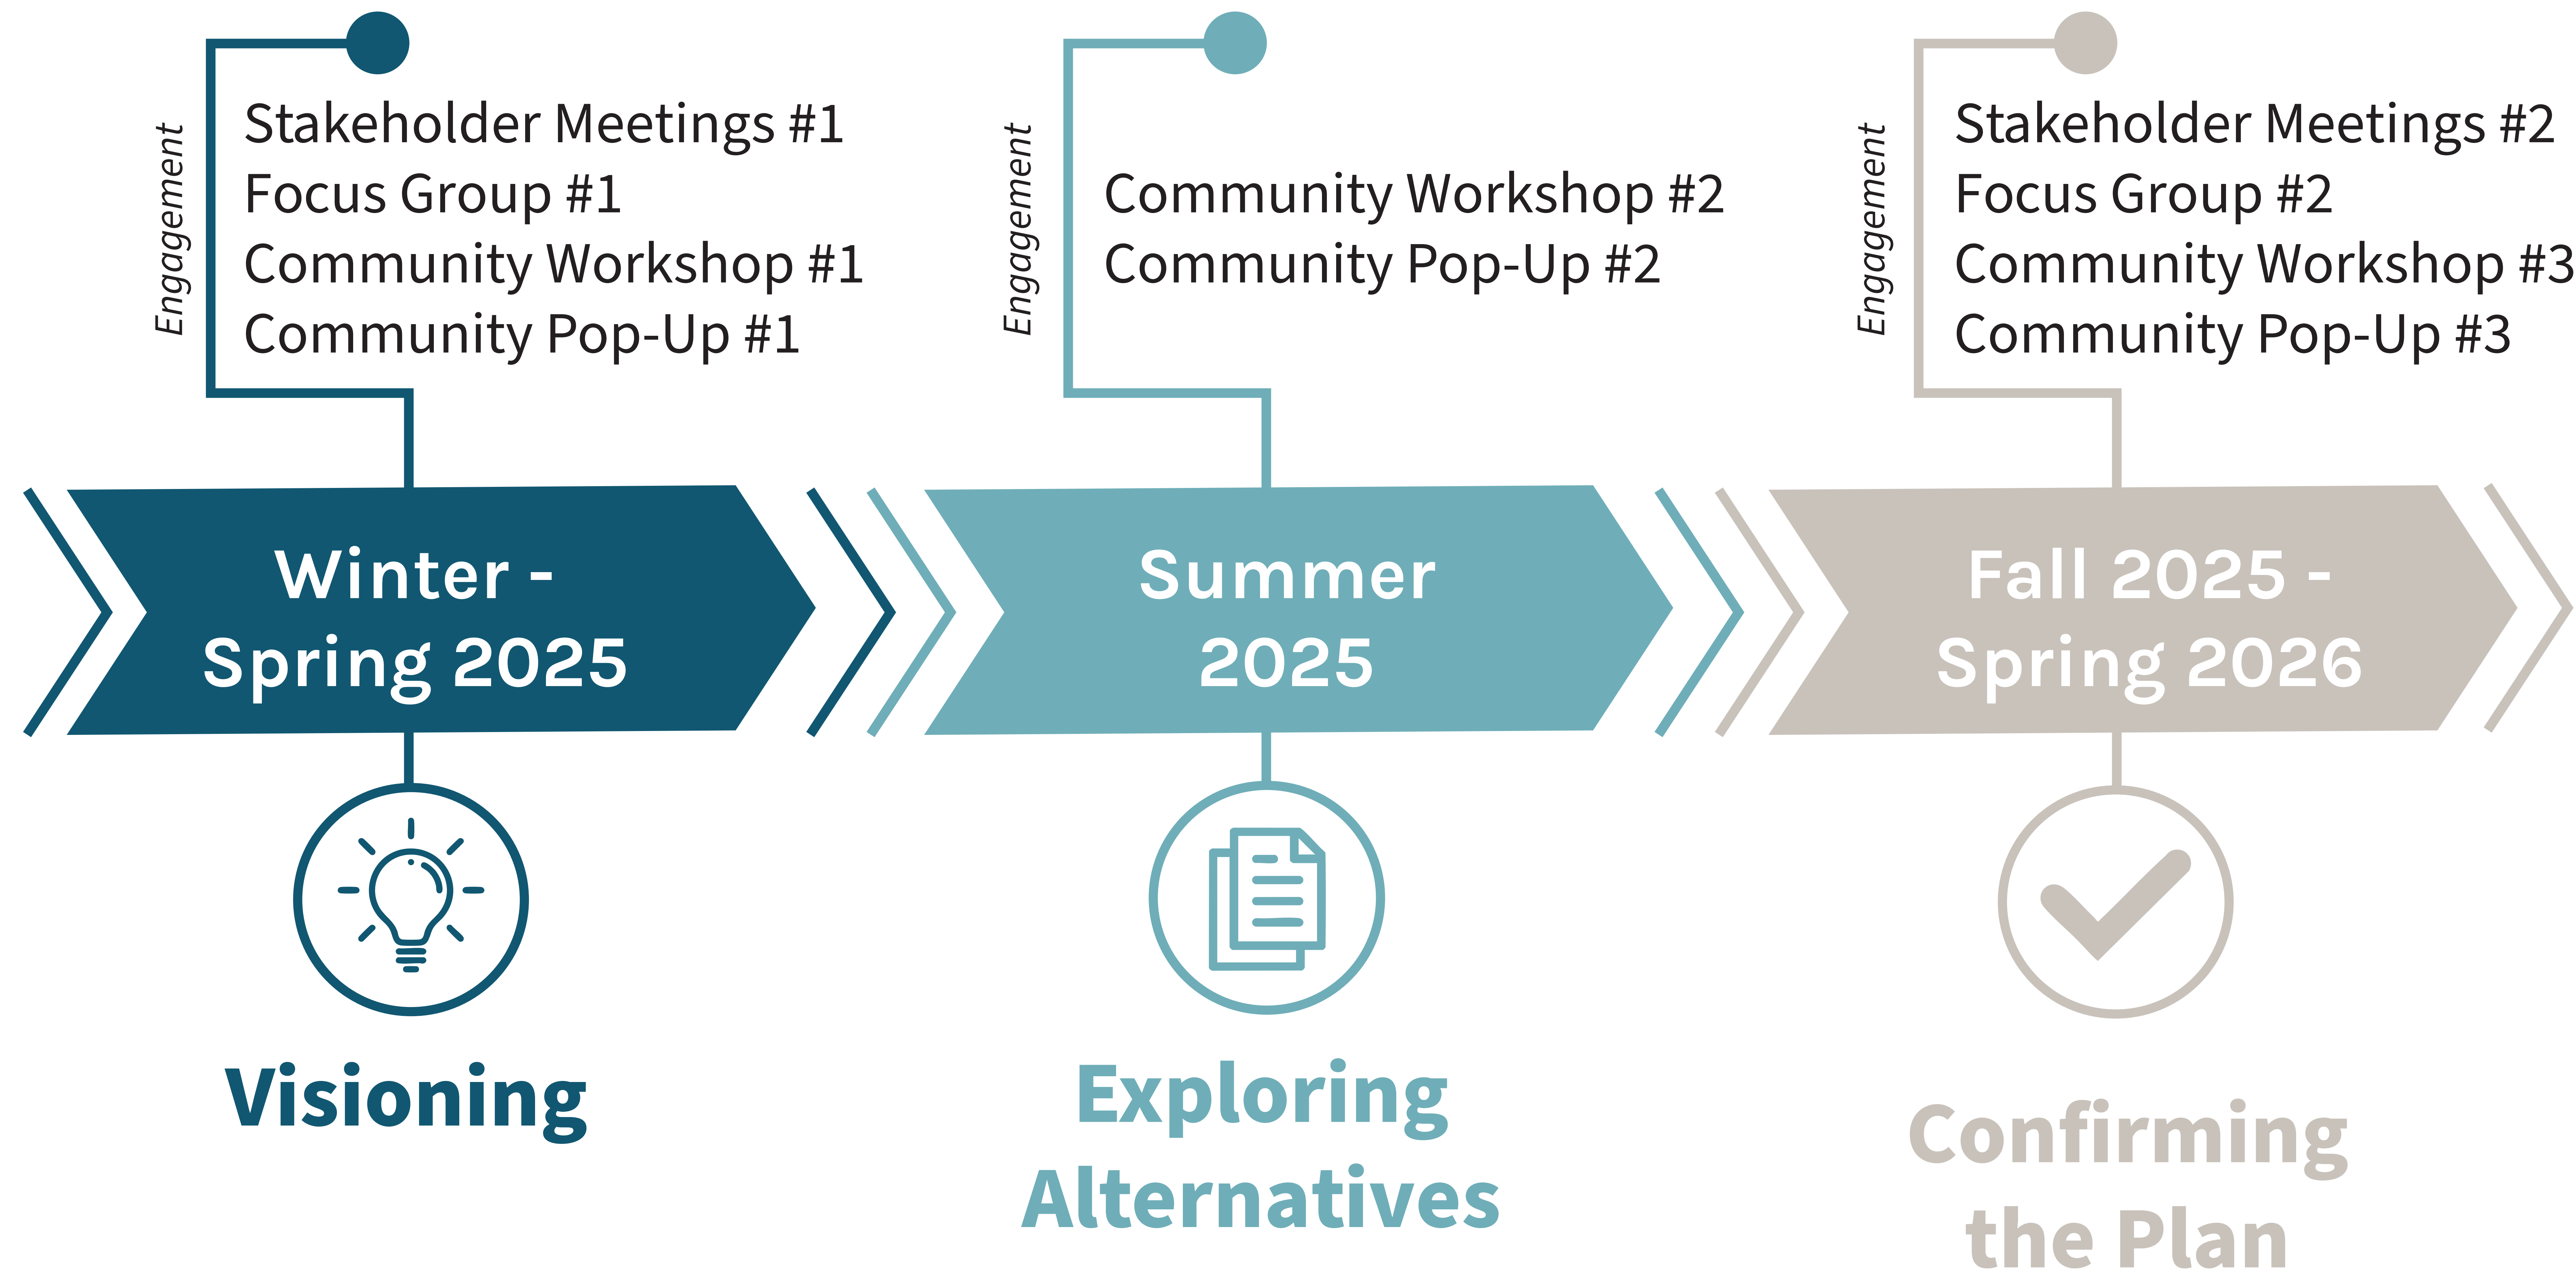 Engagement
Stakeholder Meetings #1
Focus Group #1
Community Workshop #1
Community Pop-Up #1
Winter -
Spring 2025
Visioning
Engagement
Community Workshop #2
Community Pop-Up #2
Summer
2025
Exploring
Alternatives
Engagement
Stakeholder Meetings #2
Focus Group #2
Community Workshop #3
Community Pop-Up #3
Fall 2025 -
Spring 2026
Confirming
the Plan